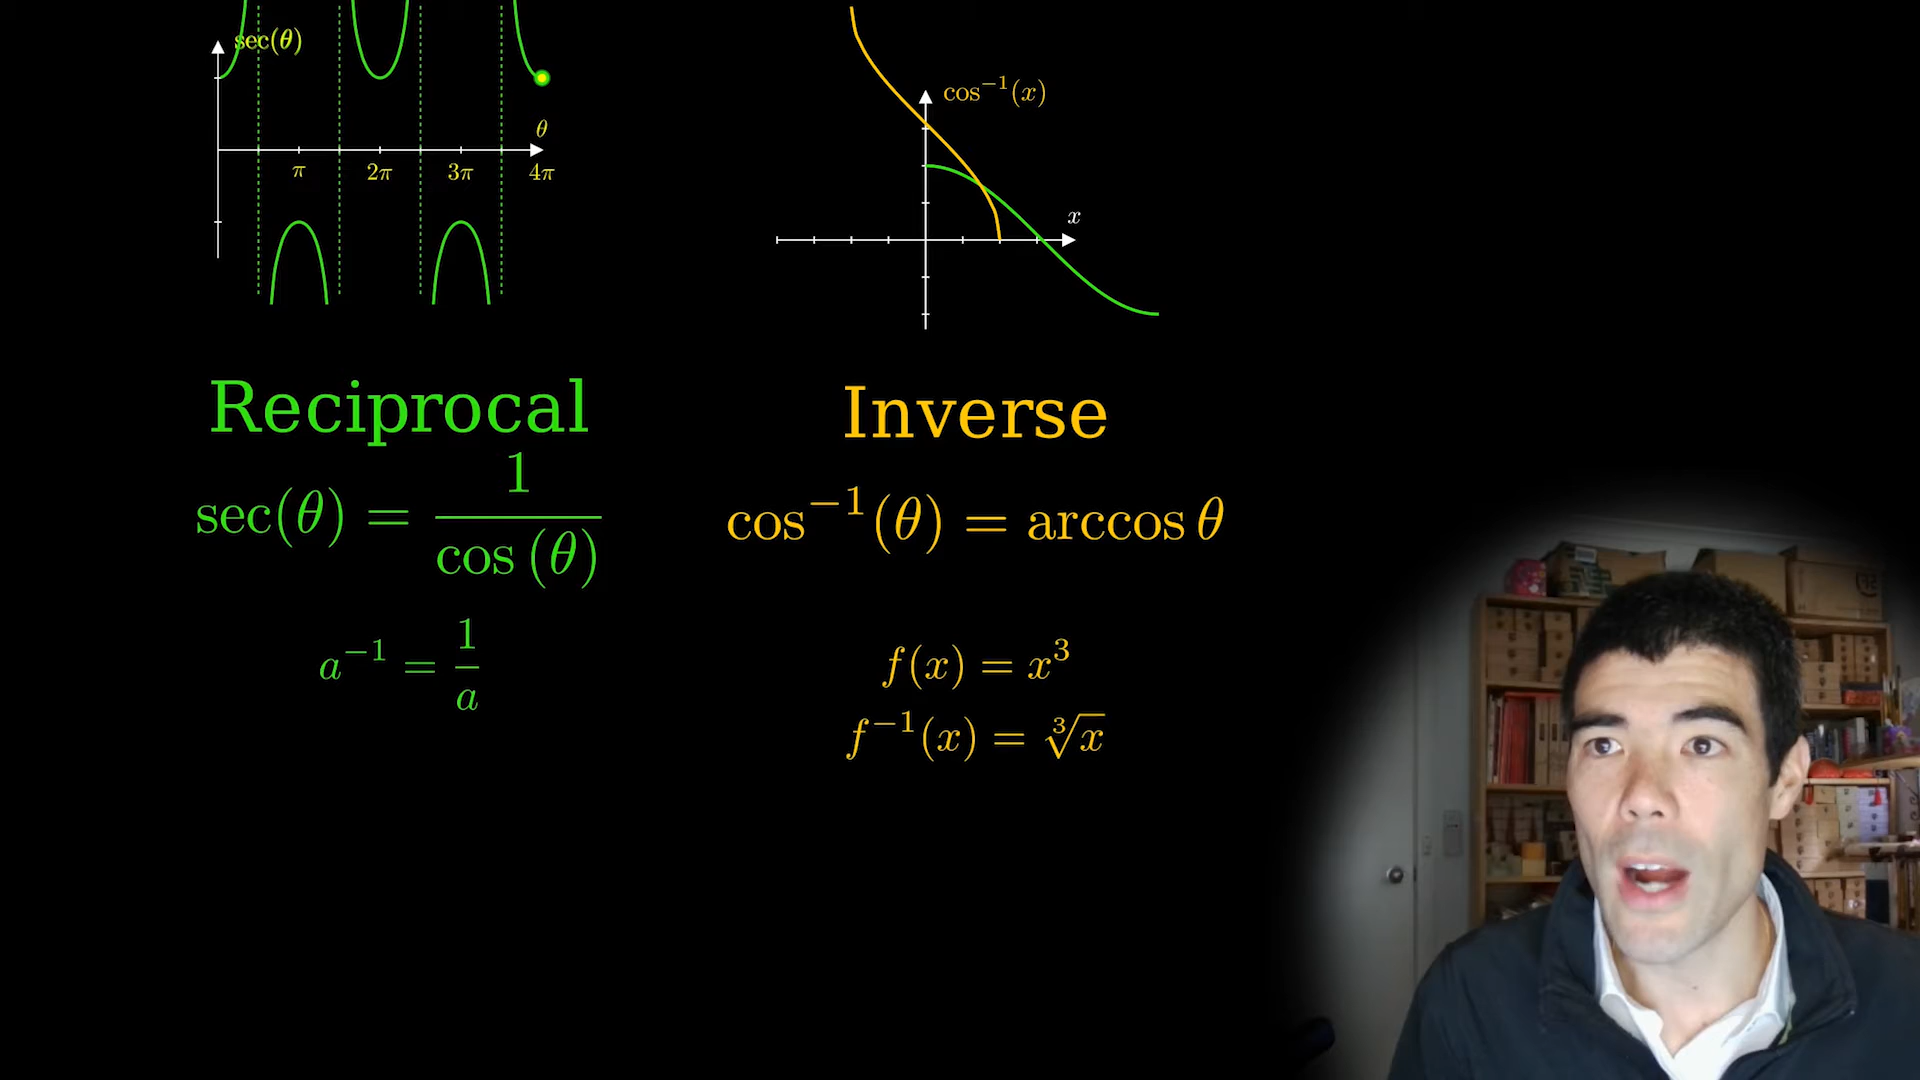 sec(θ)
θ
π 2π 3π 4π
cos⁻¹(x)
x
Reciprocal
sec(θ) = 1/cos (θ)
a⁻¹ = 1/a
Inverse
cos⁻¹(θ) = arccos θ
f(x) = x³
f⁻¹(x) = ∛x